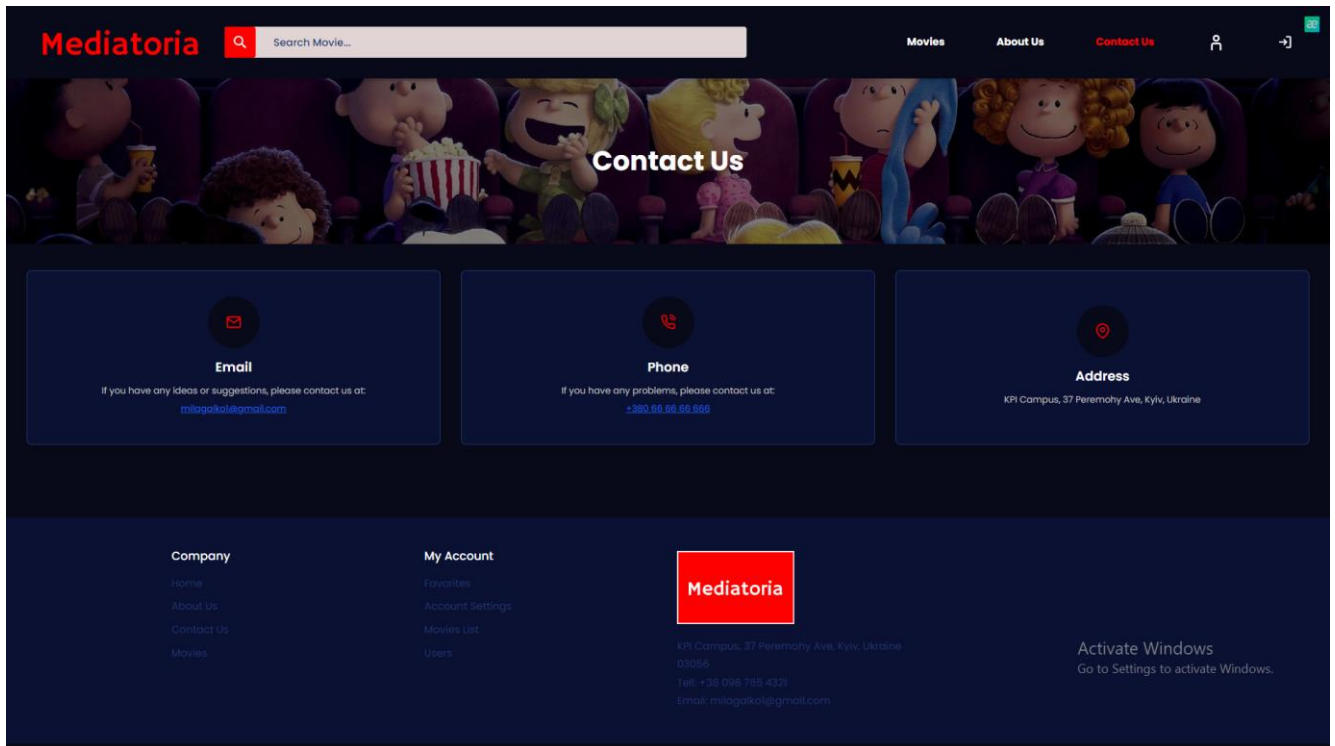 Mediatoria
Search Movie...
Movies
About Us
Contact Us
æ
Contact Us
Email
If you have any ideas or suggestions, please contact us at:
milagalko1@gmail.com
Phone
If you have any problems, please contact us at:
+380 66 66 66 666
Address
KPI Campus, 37 Peremohy Ave, Kyiv, Ukraine
Company
Home
About Us
Contact Us
Movies
My Account
Favorites
Account Settings
Movies List
Users
Mediatoria
KPI Campus, 37 Peremohy Ave, Kyiv, Ukraine
03056
Tell: +38 098 765 4321
Email: milagalko1@gmail.com
Activate Windows
Go to Settings to activate Windows.